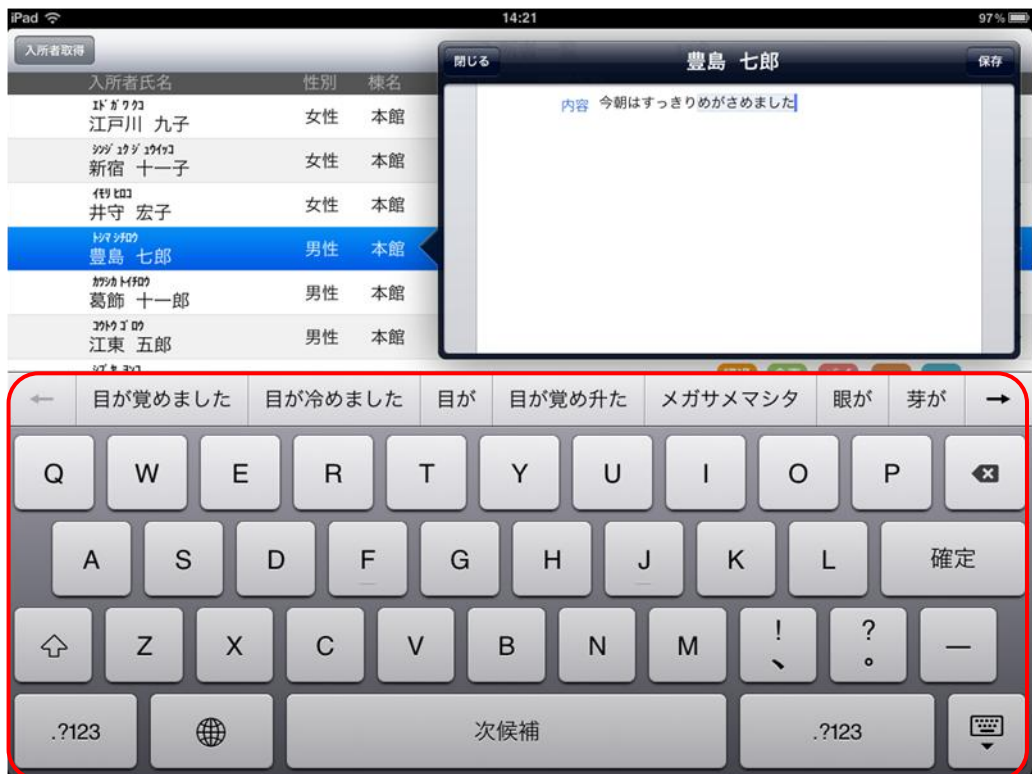 iPad 14:21 97%
入所者取得
閉じる 豊島 七郎 保存
入所者氏名 性別 棟名
内容 今朝はすっきりめがさめました
ｴﾄﾞｶﾞﾜ ｸｺ
江戸川 九子 女性 本館
ｼﾝｼﾞｭｸ ｼﾞｭｳｲｯｺ
新宿 十一子 女性 本館
ｲﾓﾘ ﾋﾛｺ
井守 宏子 女性 本館
ﾄｼﾏ ｼﾁﾛｳ
豊島 七郎 男性 本館
ｶﾂｼｶ ﾄｲﾁﾛｳ
葛飾 十一郎 男性 本館
ｺｳﾄｳ ｺﾞﾛｳ
江東 五郎 男性 本館
← 目が覚めました 目が冷めました 目が 目が覚め升た メガサメマシタ 眼が 芽が →
Q W E R T Y U I O P
A S D F G H J K L 確定
Z X C V B N M ! 、 ? 。 ー
.?123 次候補 .?123